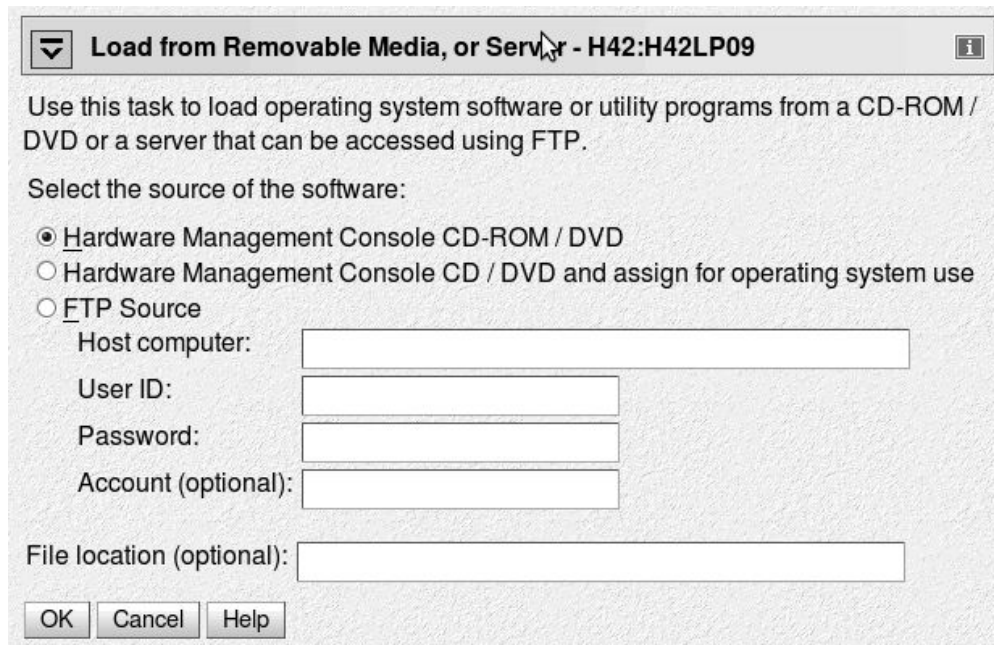 Load from Removable Media, or Server - H42:H42LP09
Use this task to load operating system software or utility programs from a CD-ROM /
DVD or a server that can be accessed using FTP.
Select the source of the software:
Hardware Management Console CD-ROM / DVD
Hardware Management Console CD / DVD and assign for operating system use
FTP Source
Host computer:
User ID:
Password:
Account (optional):
File location (optional):
OK Cancel Help